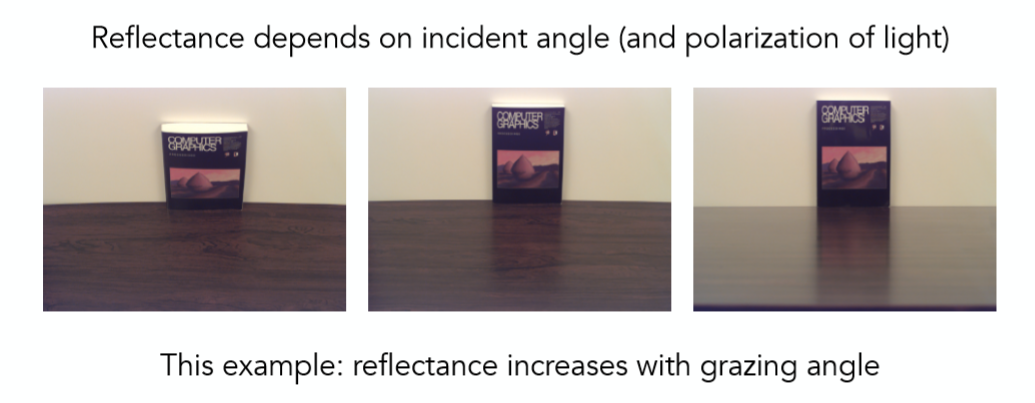 Reflectance depends on incident angle (and polarization of light)
COMPUTER
GRAPHICS
COMPUTER
GRAPHICS
COMPUTER
GRAPHICS
This example: reflectance increases with grazing angle